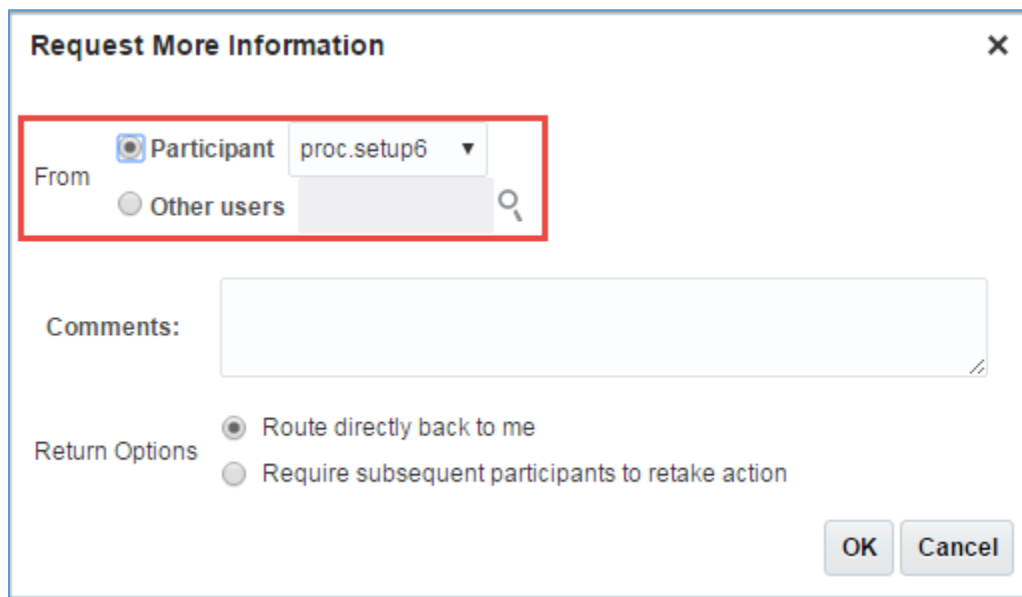 Request More Information
From
Participant proc.setup6
Other users
Comments:
Return Options
Route directly back to me
Require subsequent participants to retake action
OK Cancel